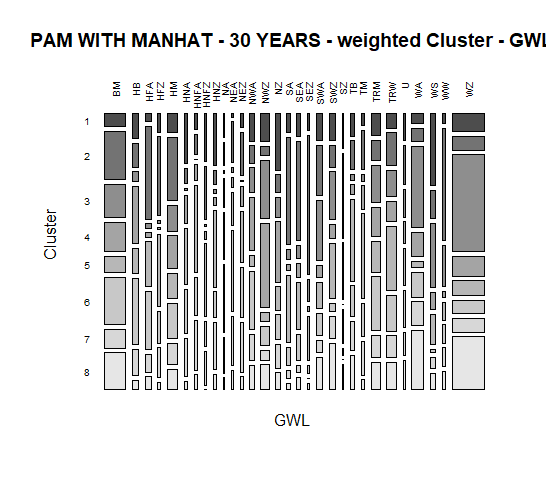 PAM WITH MANHAT - 30 YEARS - weighted Cluster - GWL
BM HB HFA HFZ HM HNA HNFA HNFZ HNZ NA NEA NEZ NWA NWZ NZ SA SEA SEZ SWA SWZ SZ TB TM TRM TRW U WA WS WW WZ
1
2
3
4
5
6
7
8
Cluster
GWL